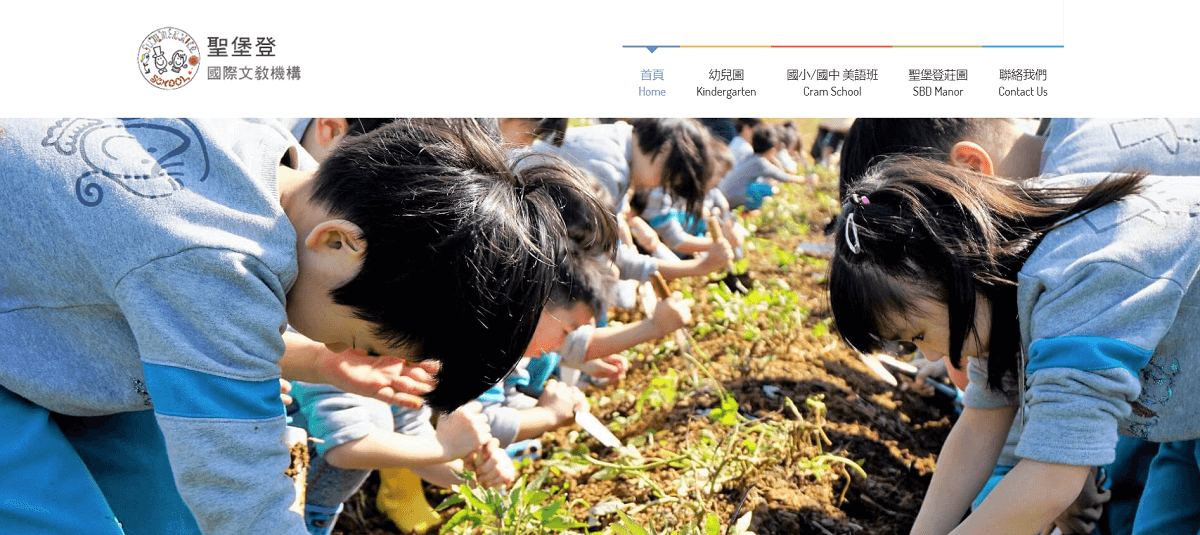 聖堡登
國際文教機構
SCHOOL
首頁
Home
幼兒園
Kindergarten
國小/國中 美語班
Cram School
聖堡登莊園
SBD Manor
聯絡我們
Contact Us